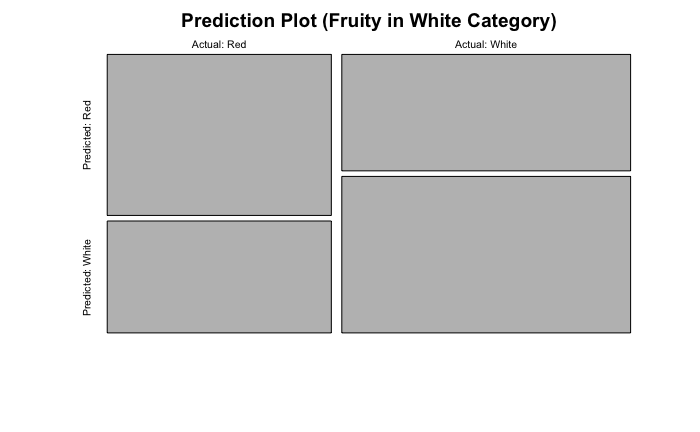 Prediction Plot (Fruity in White Category)
Actual: Red
Actual: White
Predicted: Red
Predicted: White